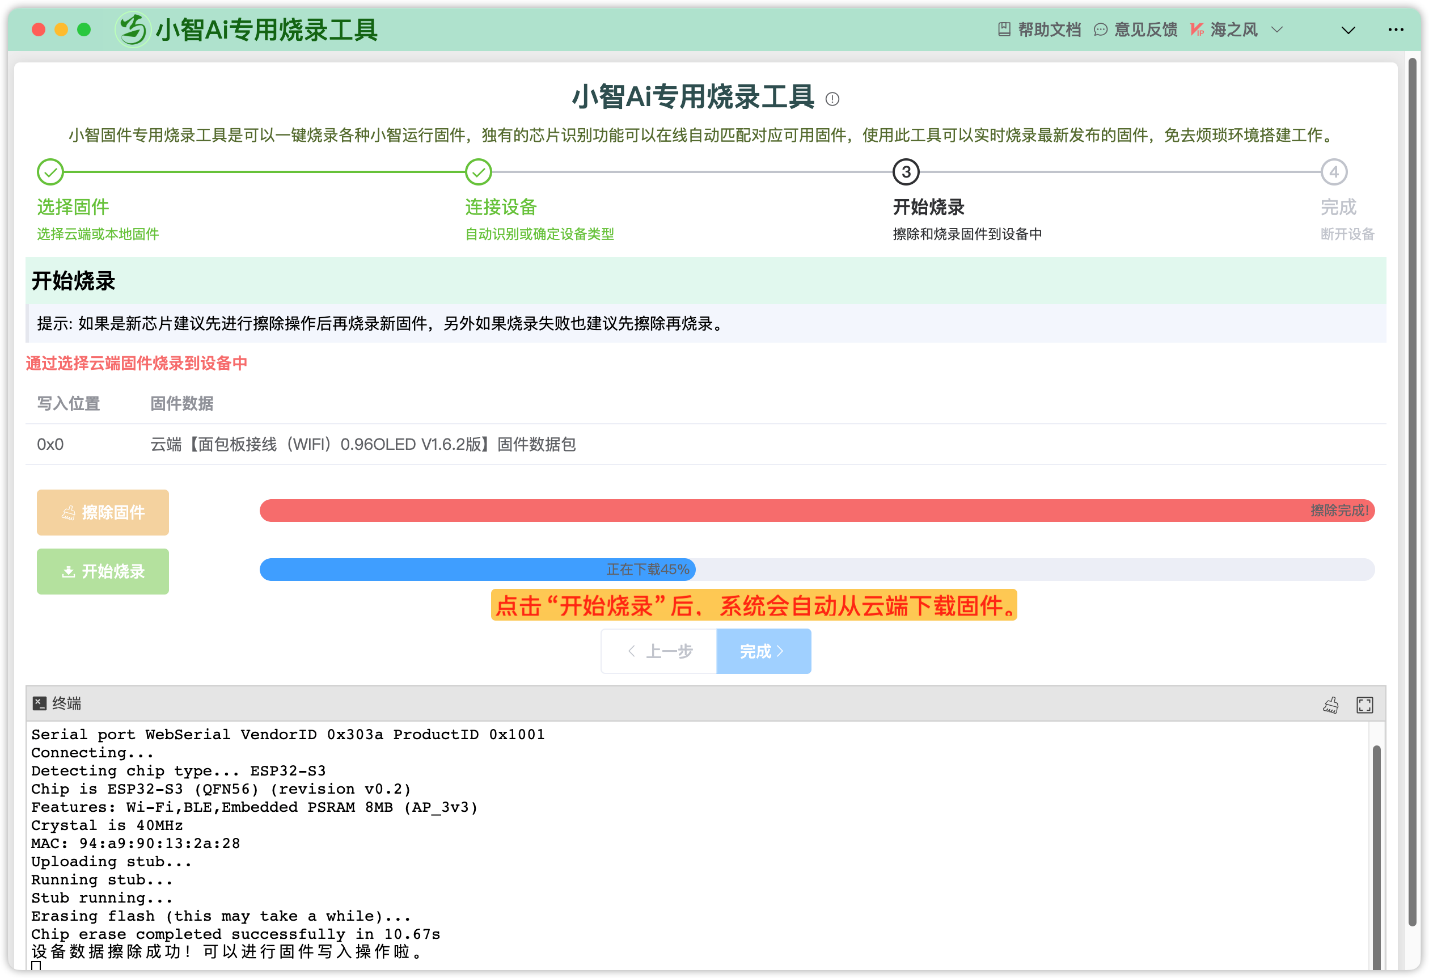 小智Ai专用烧录工具
帮助文档 意见反馈 海之风
小智Ai专用烧录工具
小智固件专用烧录工具是可以一键烧录各种小智运行固件，独有的芯片识别功能可以在线自动匹配对应可用固件，使用此工具可以实时烧录最新发布的固件，免去烦琐环境搭建工作。
3 4
选择固件 连接设备 开始烧录 完成
选择云端或本地固件 自动识别或确定设备类型 擦除和烧录固件到设备中 断开设备
开始烧录
提示: 如果是新芯片建议先进行擦除操作后再烧录新固件，另外如果烧录失败也建议先擦除再烧录。
通过选择云端固件烧录到设备中
写入位置 固件数据
0x0 云端【面包板接线（WIFI）0.96OLED V1.6.2版】固件数据包
擦除固件 擦除完成!
开始烧录 正在下载45%
点击“开始烧录”后，系统会自动从云端下载固件。
上一步 完成
终端
Serial port WebSerial VendorID 0x303a ProductID 0x1001
Connecting...
Detecting chip type... ESP32-S3
Chip is ESP32-S3 (QFN56) (revision v0.2)
Features: Wi-Fi,BLE,Embedded PSRAM 8MB (AP_3v3)
Crystal is 40MHz
MAC: 94:a9:90:13:2a:28
Uploading stub...
Running stub...
Stub running...
Erasing flash (this may take a while)...
Chip erase completed successfully in 10.67s
设备数据擦除成功！可以进行固件写入操作啦。